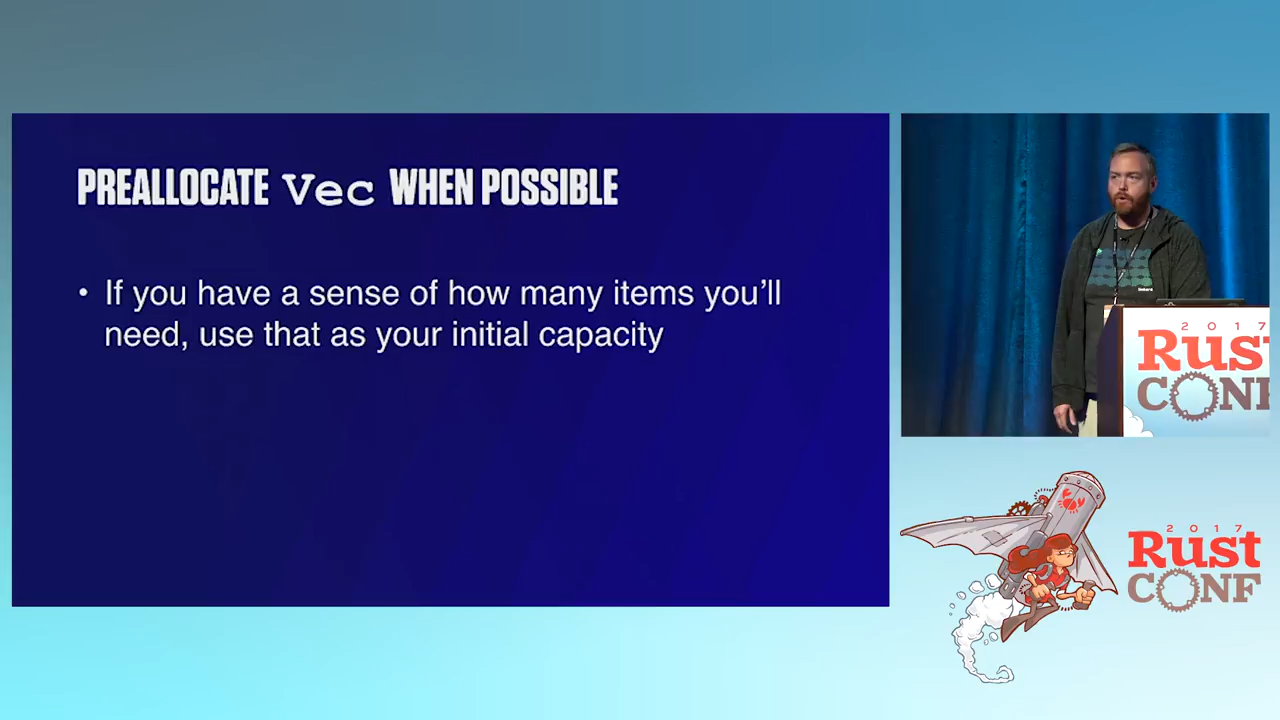 PREALLOCATE Vec WHEN POSSIBLE
• If you have a sense of how many items you'll
need, use that as your initial capacity
2017
Rus
CONF
2017
Rust
CONF